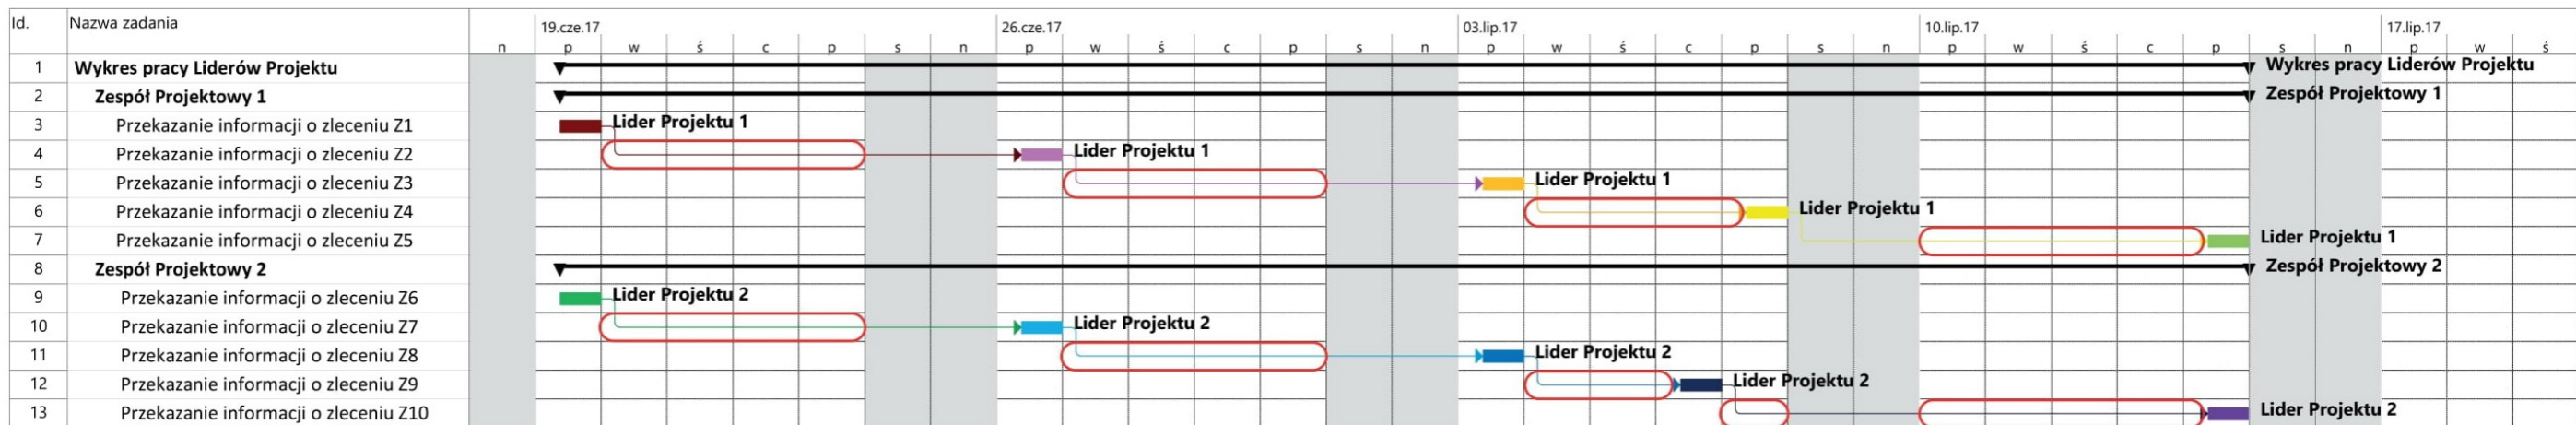 Id. Nazwa zadania 19.cze.17 26.cze.17 03.lip.17 10.lip.17 17.lip.17
n p w ś c p s n p w ś c p s n p w ś c p s n p w ś c p s n p w ś
1 Wykres pracy Liderów Projektu Wykres pracy Liderów Projektu
2 Zespół Projektowy 1 Zespół Projektowy 1
3 Przekazanie informacji o zleceniu Z1 Lider Projektu 1
4 Przekazanie informacji o zleceniu Z2 Lider Projektu 1
5 Przekazanie informacji o zleceniu Z3 Lider Projektu 1
6 Przekazanie informacji o zleceniu Z4 Lider Projektu 1
7 Przekazanie informacji o zleceniu Z5 Lider Projektu 1
8 Zespół Projektowy 2 Zespół Projektowy 2
9 Przekazanie informacji o zleceniu Z6 Lider Projektu 2
10 Przekazanie informacji o zleceniu Z7 Lider Projektu 2
11 Przekazanie informacji o zleceniu Z8 Lider Projektu 2
12 Przekazanie informacji o zleceniu Z9 Lider Projektu 2
13 Przekazanie informacji o zleceniu Z10 Lider Projektu 2